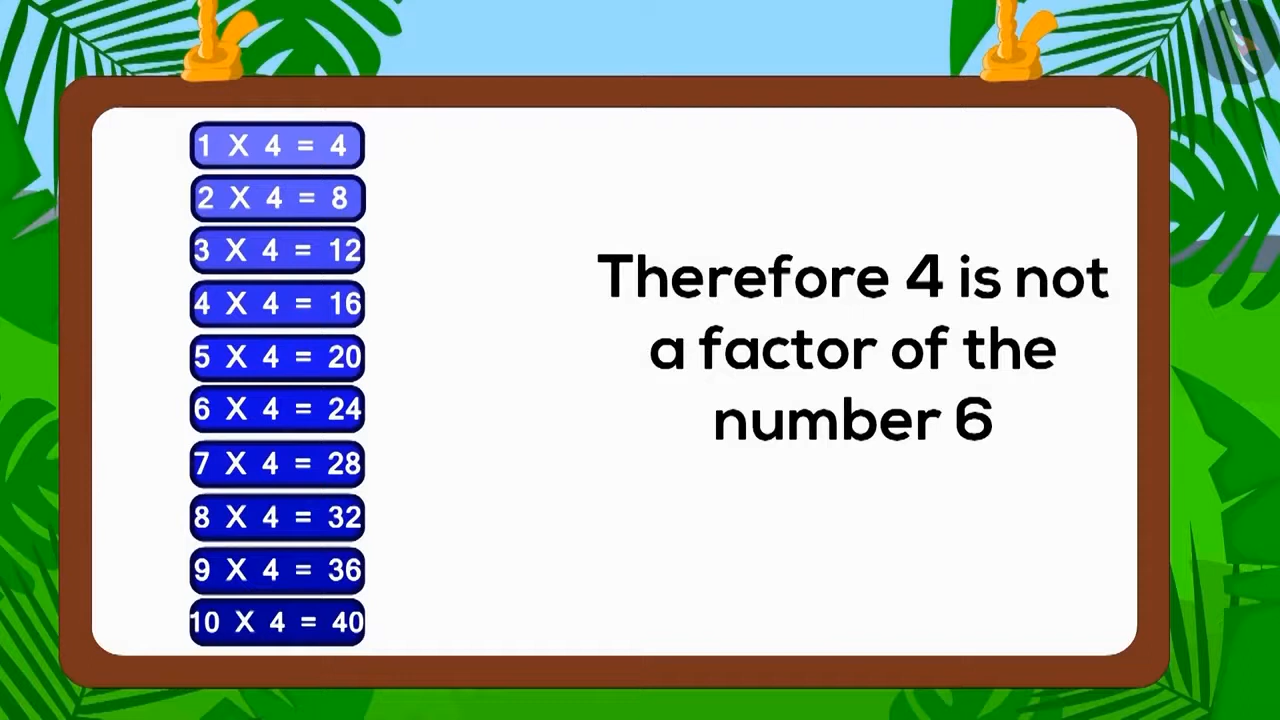 1 X 4 = 4
2 X 4 = 8
3 X 4 = 12
4 X 4 = 16
5 X 4 = 20
6 X 4 = 24
7 X 4 = 28
8 X 4 = 32
9 X 4 = 36
10 X 4 = 40
Therefore 4 is not
a factor of the
number 6